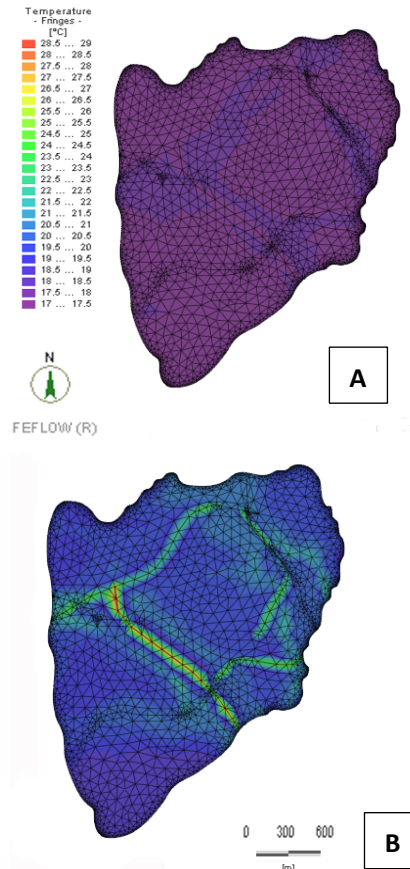 Temperature
- Fringes -
[°C]
28.5 ... 29
28 ... 28.5
27.5 ... 28
27 ... 27.5
26.5 ... 27
26 ... 26.5
25.5 ... 26
25 ... 25.5
24.5 ... 25
24 ... 24.5
23.5 ... 24
23 ... 23.5
22.5 ... 23
22 ... 22.5
21.5 ... 22
21 ... 21.5
20.5 ... 21
20 ... 20.5
19.5 ... 20
19 ... 19.5
18.5 ... 19
18 ... 18.5
17.5 ... 18
17 ... 17.5
N
A
FEFLOW (R)
0 300 600
[m]
B